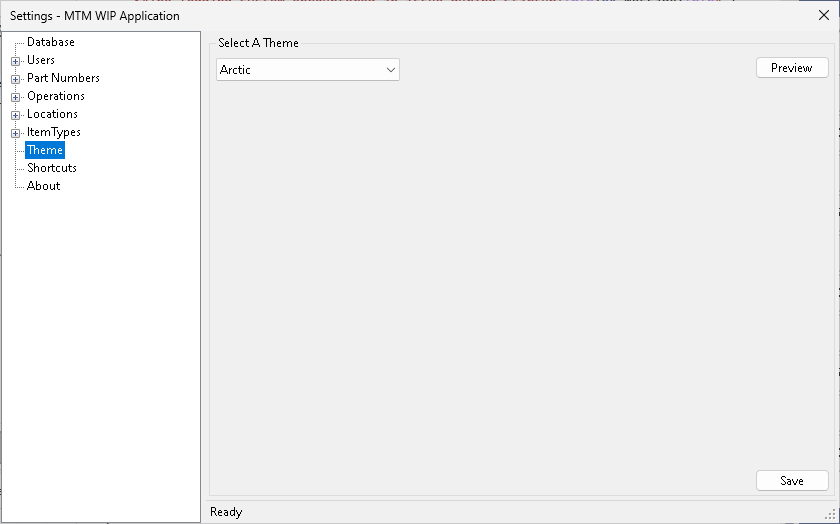 Settings - MTM WIP Application
Database
Users
Part Numbers
Operations
Locations
ItemTypes
Theme
Shortcuts
About
Select A Theme
Arctic
Preview
Save
Ready